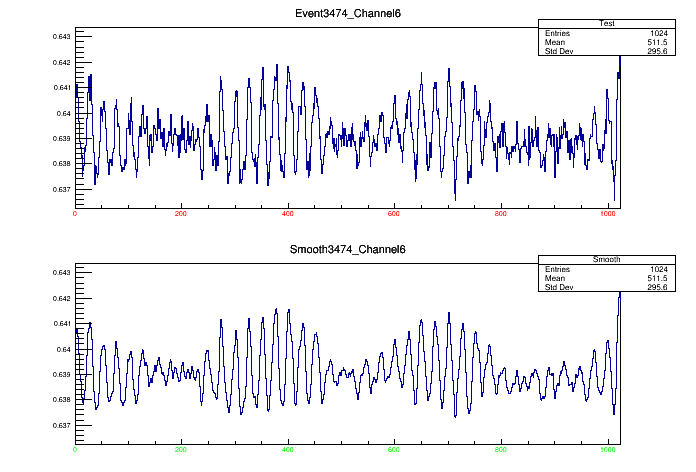 Event3474_Channel6
Test
Entries 1024
Mean 511.5
Std Dev 295.6
0.643
0.642
0.641
0.64
0.639
0.638
0.637
0 200 400 600 800 1000
Smooth3474_Channel6
Smooth
Entries 1024
Mean 511.5
Std Dev 295.6
0.643
0.642
0.641
0.64
0.639
0.638
0.637
0 200 400 600 800 1000